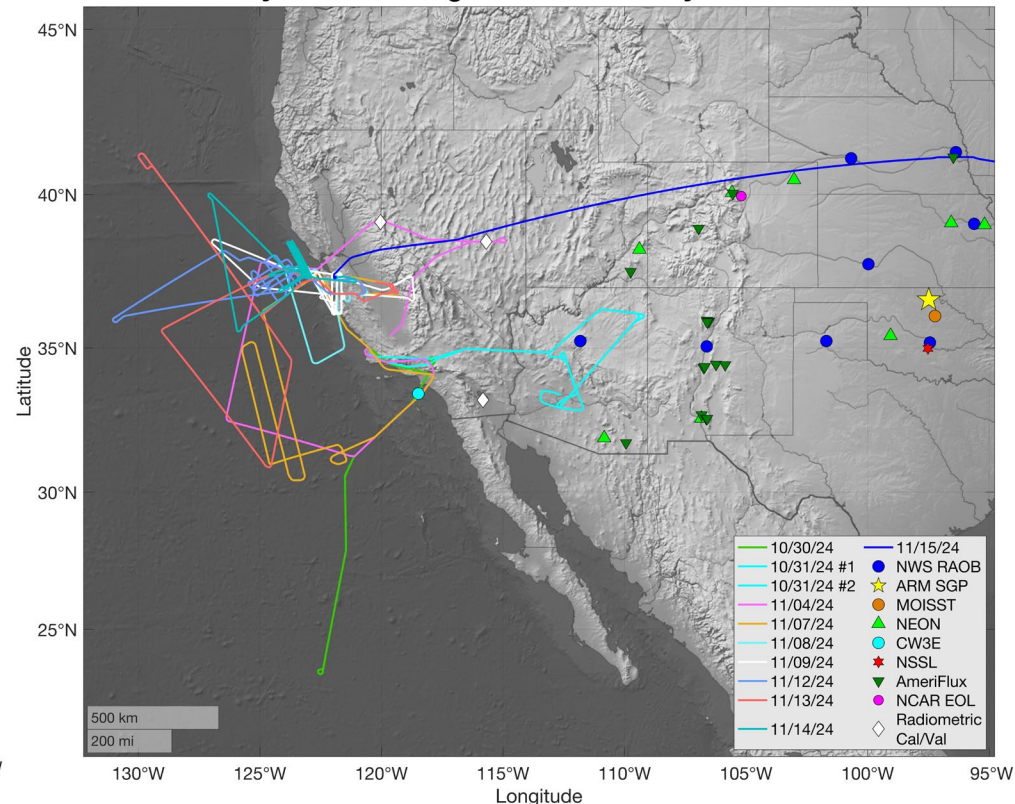 45°N
40°N
35°N
30°N
25°N
Latitude
500 km
200 mi
130°W
125°W
120°W
115°W
110°W
105°W
100°W
95°W
Longitude
10/30/24
10/31/24 #1
10/31/24 #2
11/04/24
11/07/24
11/08/24
11/09/24
11/12/24
11/13/24
11/14/24
11/15/24
NWS RAOB
ARM SGP
MOISST
NEON
CW3E
NSSL
AmeriFlux
NCAR EOL
Radiometric
Cal/Val